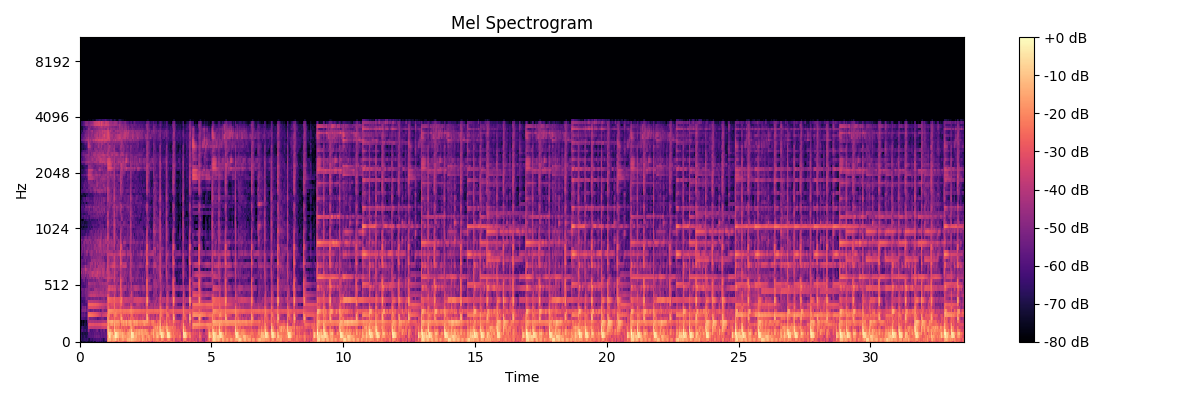 Mel Spectrogram
8192
4096
2048
1024
512
0
Hz
0 5 10 15 20 25 30
Time
+0 dB
-10 dB
-20 dB
-30 dB
-40 dB
-50 dB
-60 dB
-70 dB
-80 dB